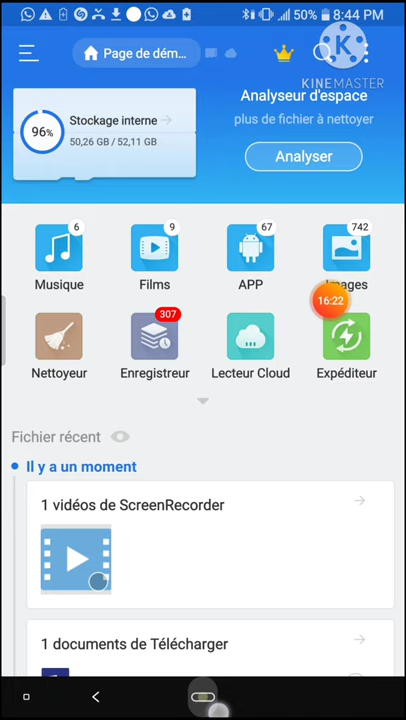 50% 8:44 PM
Page de dém...
K
KINEMASTER
96%
Stockage interne
50,26 GB / 52,11 GB
Analyseur d'espace
plus de fichier à nettoyer
Analyser
6
9
67
742
Musique
Films
APP
Images
16:22
307
Nettoyeur
Enregistreur
Lecteur Cloud
Expéditeur
Fichier récent
Il y a un moment
1 vidéos de ScreenRecorder
1 documents de Télécharger